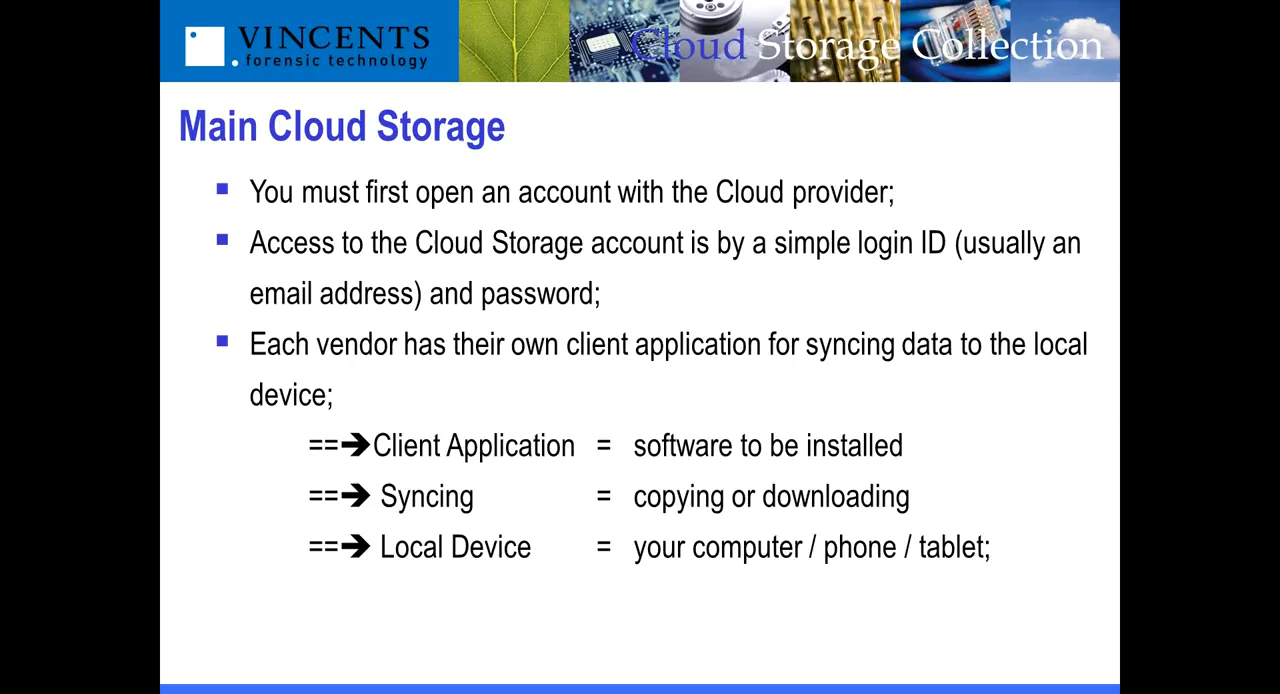 VINCENTS
forensic technology
Cloud Storage Collection
Main Cloud Storage
You must first open an account with the Cloud provider;
Access to the Cloud Storage account is by a simple login ID (usually an
email address) and password;
Each vendor has their own client application for syncing data to the local
device;
==➔Client Application = software to be installed
==➔ Syncing = copying or downloading
==➔ Local Device = your computer / phone / tablet;